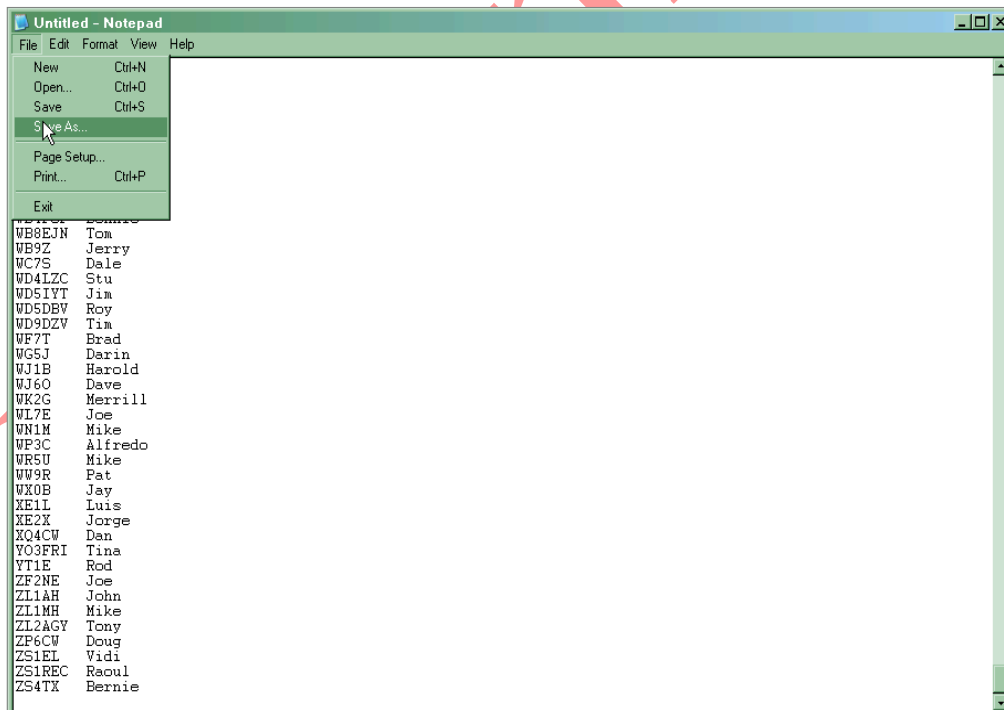 Untitled - Notepad
File Edit Format View Help
New Ctrl+N
Open... Ctrl+O
Save Ctrl+S
Save As...
Page Setup...
Print... Ctrl+P
Exit
WB8EJN Tom
WB9Z Jerry
WC7S Dale
WD4LZC Stu
WD5IYT Jim
WD5DBV Roy
WD9DZV Tim
WF7T Brad
WG5J Darin
WJ1B Harold
WJ6O Dave
WK2G Merrill
WL7E Joe
WN1M Mike
WP3C Alfredo
WR5U Mike
WW9R Pat
WX0B Jay
XE1L Luis
XE2X Jorge
XQ4CW Dan
YO3FRI Tina
YT1E Rod
ZF2NE Joe
ZL1AH John
ZL1MH Mike
ZL2AGY Tony
ZP6CW Doug
ZS1EL Vidi
ZS1REC Raoul
ZS4TX Bernie